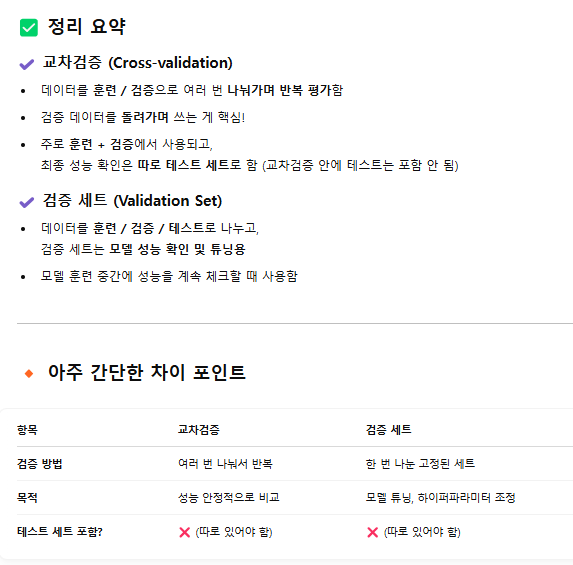 ✅ 정리 요약
✔ 교차검증 (Cross-validation)
• 데이터를 훈련 / 검증으로 여러 번 나눠가며 반복 평가함
• 검증 데이터를 돌려가며 쓰는 게 핵심!
• 주로 훈련 + 검증에서 사용되고,
최종 성능 확인은 따로 테스트 세트로 함 (교차검증 안에 테스트는 포함 안 됨)
✔ 검증 세트 (Validation Set)
• 데이터를 훈련 / 검증 / 테스트로 나누고,
검증 세트는 모델 성능 확인 및 튜닝용
• 모델 훈련 중간에 성능을 계속 체크할 때 사용함
🔸 아주 간단한 차이 포인트
항목 교차검증 검증 세트
검증 방법 여러 번 나눠서 반복 한 번 나눈 고정된 세트
목적 성능 안정적으로 비교 모델 튜닝, 하이퍼파라미터 조정
테스트 세트 포함? ❌ (따로 있어야 함) ❌ (따로 있어야 함)